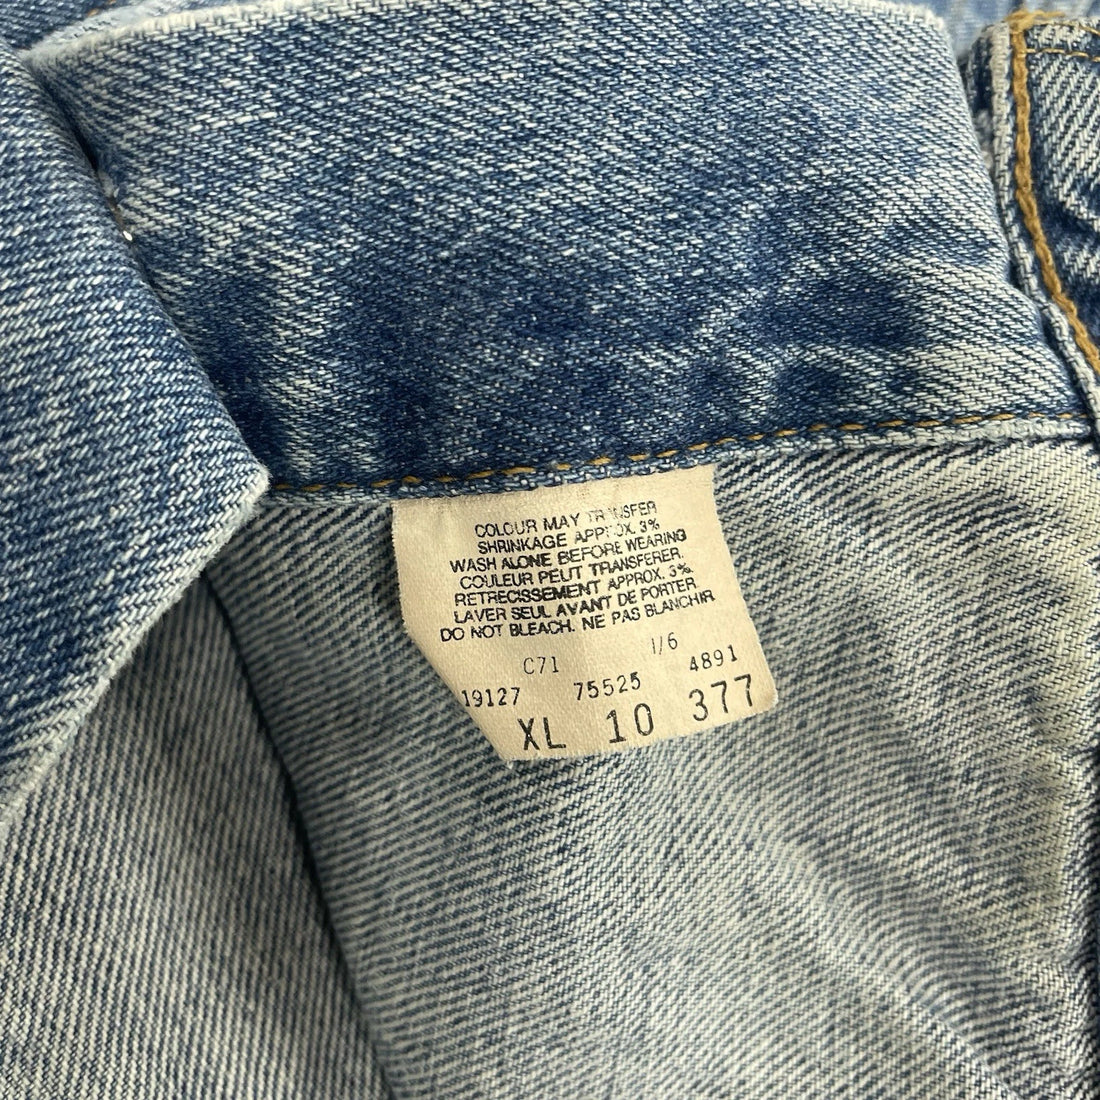 COLOUR MAY TRANSFER
SHRINKAGE APPROX. 3%
WASH ALONE BEFORE WEARING
COULEUR PEUT TRANSFERER.
RETRECISSEMENT APPROX. 3%.
LAVER SEUL AVANT DE PORTER.
DO NOT BLEACH. NE PAS BLANCHIR.
C71 1/6
19127 75525 4891
XL 10 377